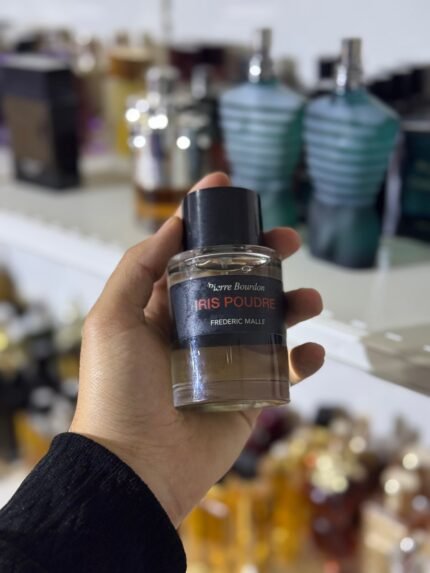 Pierre Bourdon
IRIS POUDRE
FREDERIC MALLE